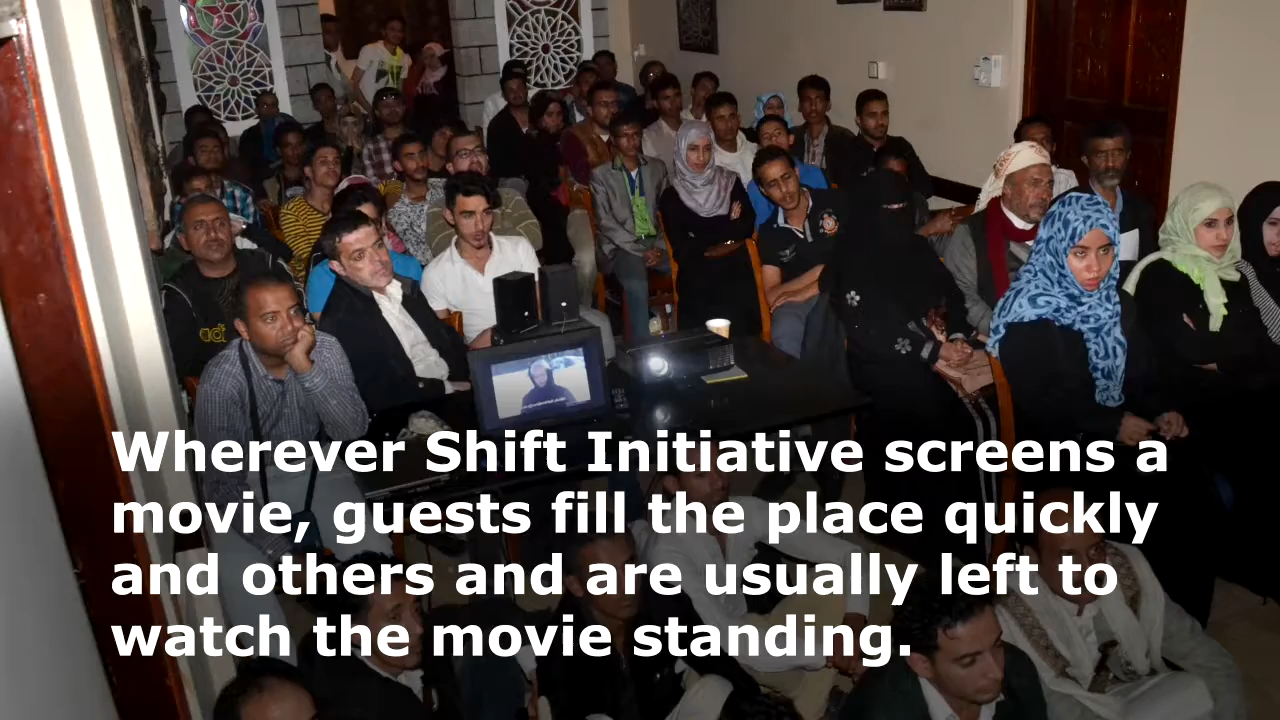 Wherever Shift Initiative screens a
movie, guests fill the place quickly
and others and are usually left to
watch the movie standing.